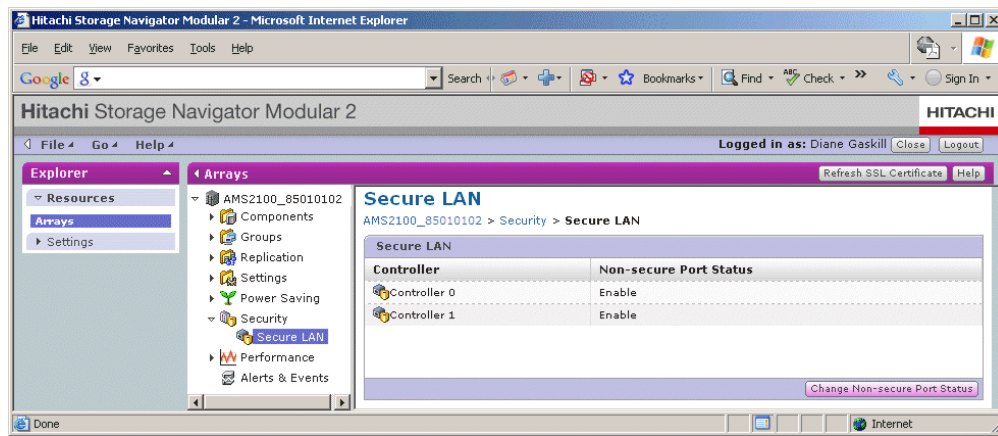 Hitachi Storage Navigator Modular 2 - Microsoft Internet Explorer
File Edit View Favorites Tools Help
Google Search Bookmarks Find Check Sign In
Hitachi Storage Navigator Modular 2
HITACHI
File Go Help Logged in as: Diane Gaskill Close Logout
Explorer
Resources
Arrays
Settings
Arrays
Refresh SSL Certificate Help
AMS2100_85010102
Components
Groups
Replication
Settings
Power Saving
Security
Secure LAN
Performance
Alerts & Events
Secure LAN
AMS2100_85010102 > Security > Secure LAN
Secure LAN
Controller Non-secure Port Status
Controller 0 Enable
Controller 1 Enable
Change Non-secure Port Status
Done Internet